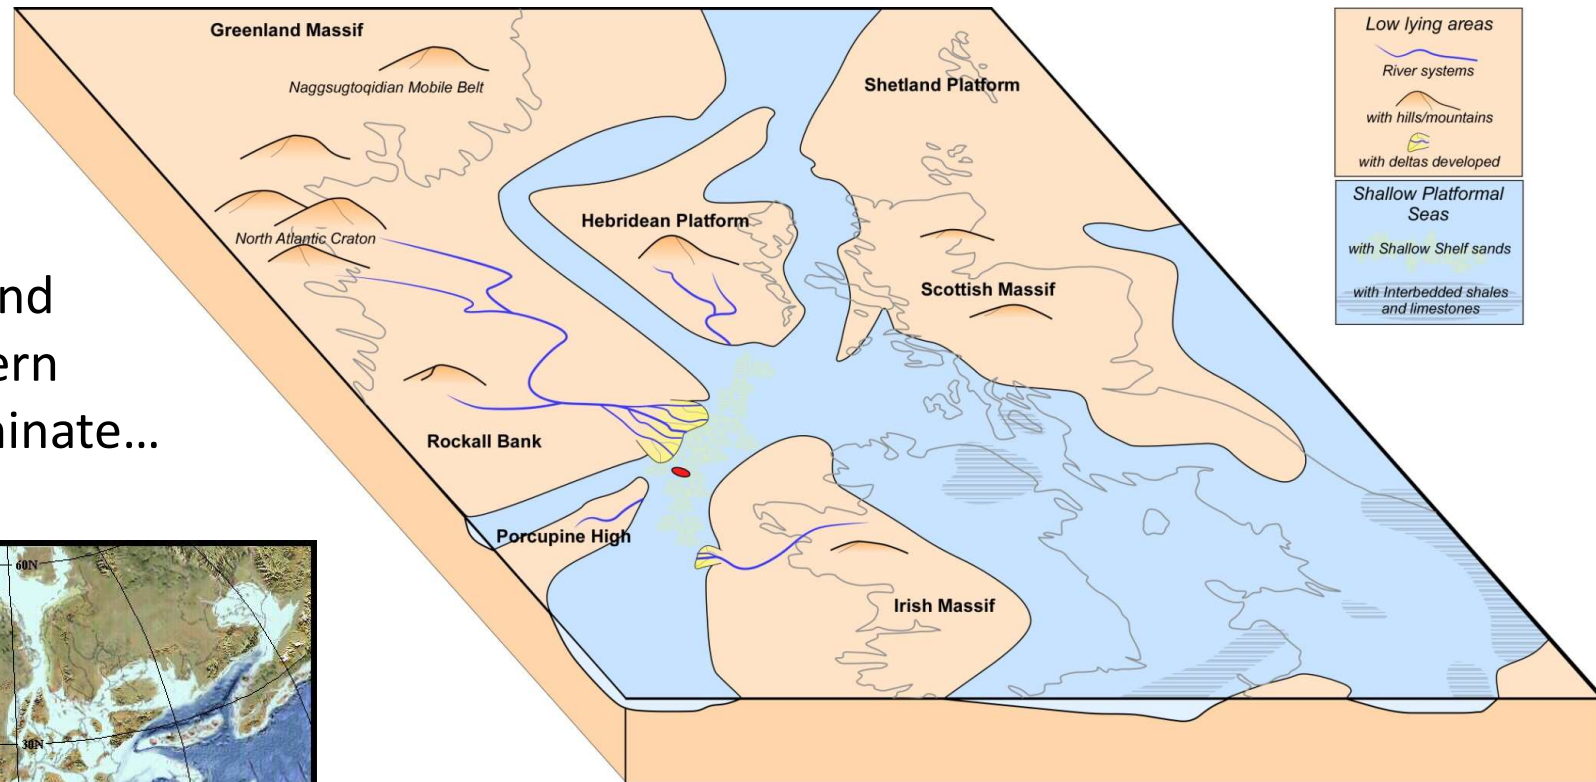 Greenland Massif
Naggsugtoqidian Mobile Belt
Shetland Platform
Hebridean Platform
North Atlantic Craton
Scottish Massif
Rockall Bank
Porcupine High
Irish Massif
Low lying areas
River systems
with hills/mountains
with deltas developed
Shallow Platformal
Seas
with Shallow Shelf sands
with Interbedded shales
and limestones
nd
ern
inate…
60N
30N